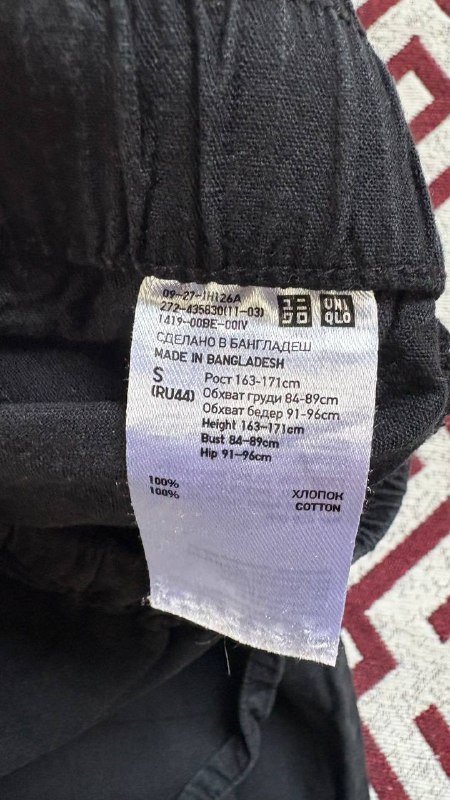 09-27-1H126A
272-435830(11-03)
1419-00BE-00IV
UNI
QLO
СДЕЛАНО В БАНГЛАДЕШ
MADE IN BANGLADESH
S
(RU44)
Рост 163-171cm
Обхват груди 84-89cm
Обхват бедер 91-96cm
Height 163-171cm
Bust 84-89cm
Hip 91-96cm
100% ХЛОПОК
100% COTTON